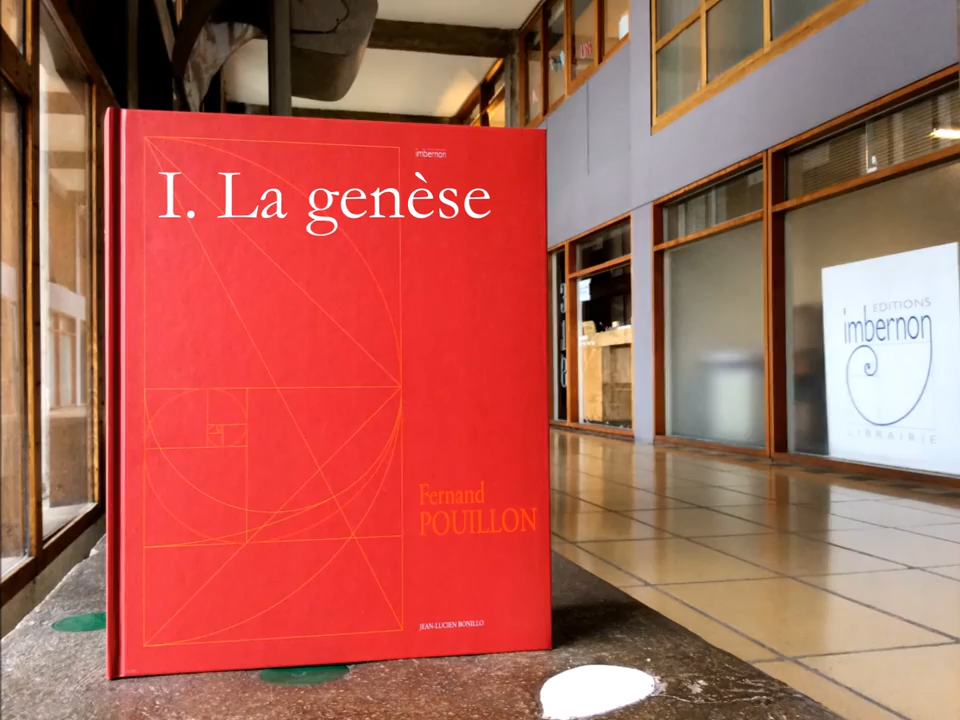 imbernon
I. La genèse
Fernand
POUILLON
JEAN-LUCIEN BONILLO
EDITIONS
imbernon
LIBRAIRIE